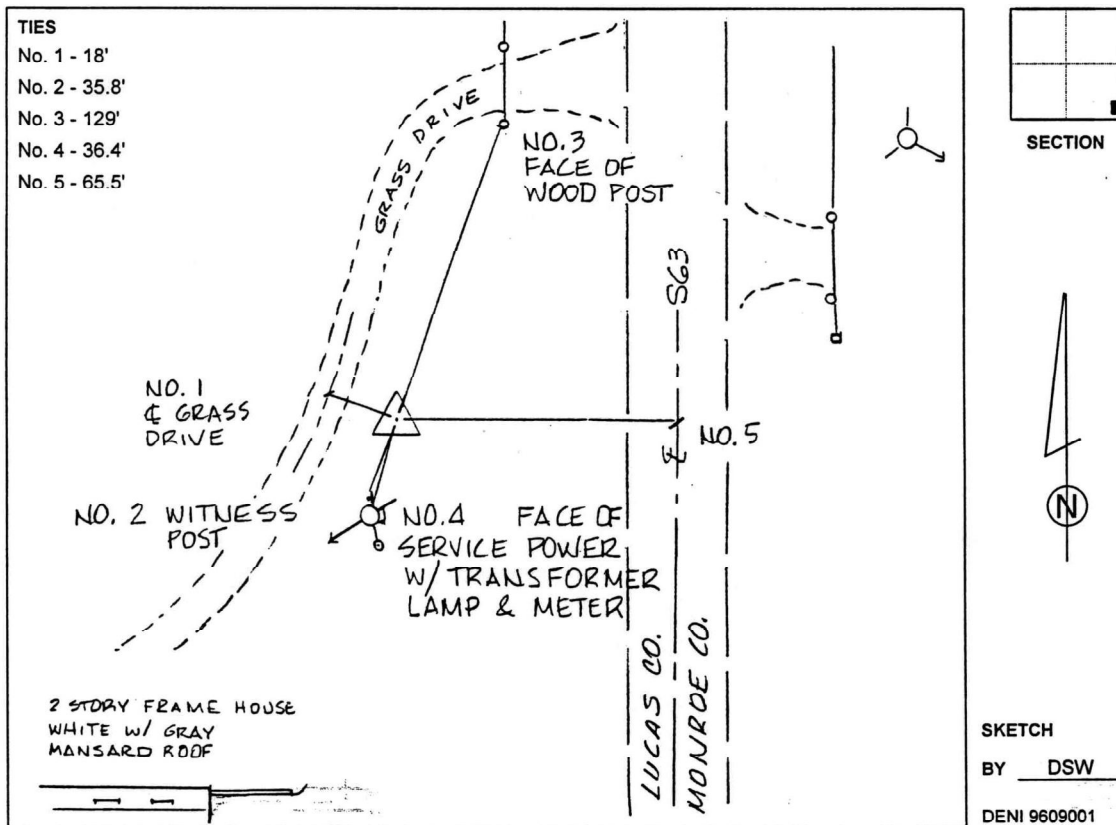 TIES
No. 1 - 18'
No. 2 - 35.8'
No. 3 - 129'
No. 4 - 36.4'
No. 5 - 65.5'
GRASS DRIVE
NO. 3
FACE OF
WOOD POST
SECTION
S63
NO. 1
℄ GRASS
DRIVE
℄ NO. 5
NO. 2 WITNESS
POST
NO. 4 FACE OF
SERVICE POWER
W/ TRANSFORMER
LAMP & METER
N
LUCAS CO.
MONROE CO.
2 STORY FRAME HOUSE
WHITE W/ GRAY
MANSARD ROOF
SKETCH
BY DSW
DENI 9609001